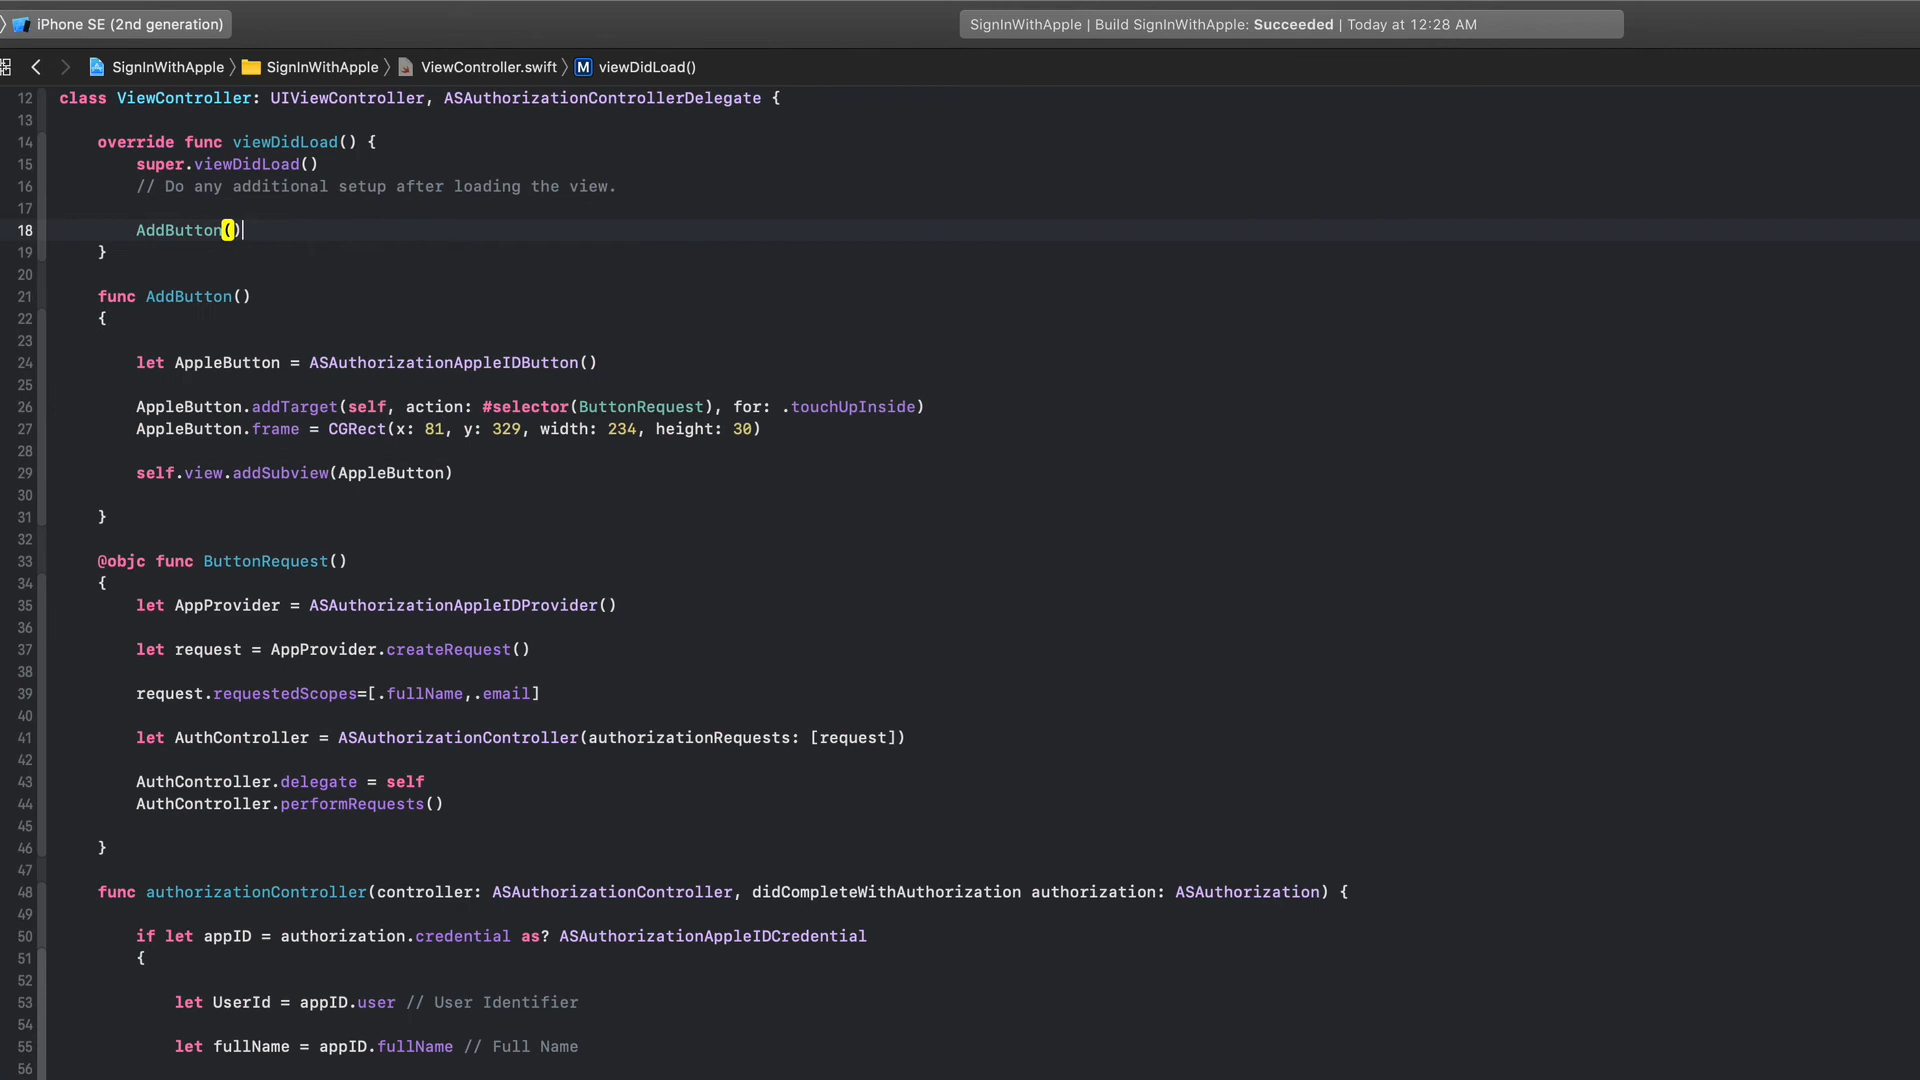 iPhone SE (2nd generation)
SignInWithApple | Build SignInWithApple: Succeeded | Today at 12:28 AM
SignInWithApple SignInWithApple ViewController.swift M viewDidLoad()
12 class ViewController: UIViewController, ASAuthorizationControllerDelegate {
13
14 override func viewDidLoad() {
15 super.viewDidLoad()
16 // Do any additional setup after loading the view.
17
18 AddButton()
19 }
20
21 func AddButton()
22 {
23
24 let AppleButton = ASAuthorizationAppleIDButton()
25
26 AppleButton.addTarget(self, action: #selector(ButtonRequest), for: .touchUpInside)
27 AppleButton.frame = CGRect(x: 81, y: 329, width: 234, height: 30)
28
29 self.view.addSubview(AppleButton)
30
31 }
32
33 @objc func ButtonRequest()
34 {
35 let AppProvider = ASAuthorizationAppleIDProvider()
36
37 let request = AppProvider.createRequest()
38
39 request.requestedScopes=[.fullName,.email]
40
41 let AuthController = ASAuthorizationController(authorizationRequests: [request])
42
43 AuthController.delegate = self
44 AuthController.performRequests()
45
46 }
47
48 func authorizationController(controller: ASAuthorizationController, didCompleteWithAuthorization authorization: ASAuthorization) {
49
50 if let appID = authorization.credential as? ASAuthorizationAppleIDCredential
51 {
52
53 let UserId = appID.user // User Identifier
54
55 let fullName = appID.fullName // Full Name
56